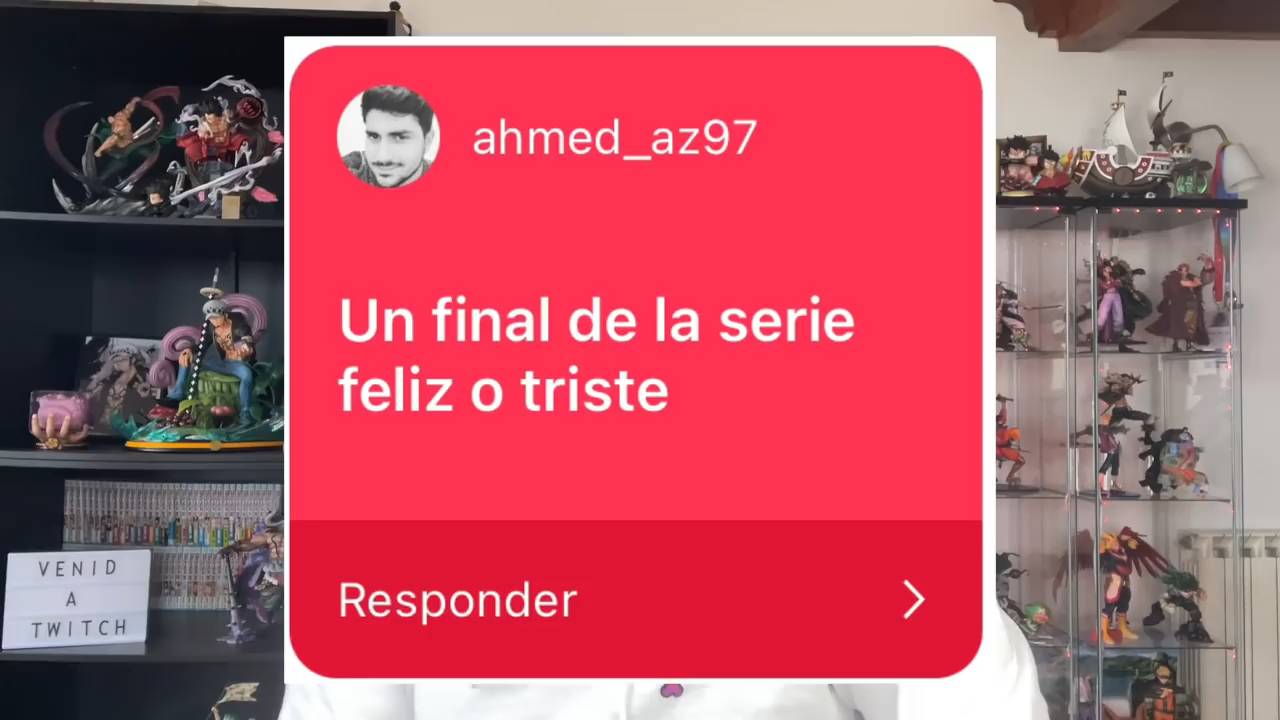 ahmed_az97
Un final de la serie
feliz o triste
Responder
VENID
A
TWITCH